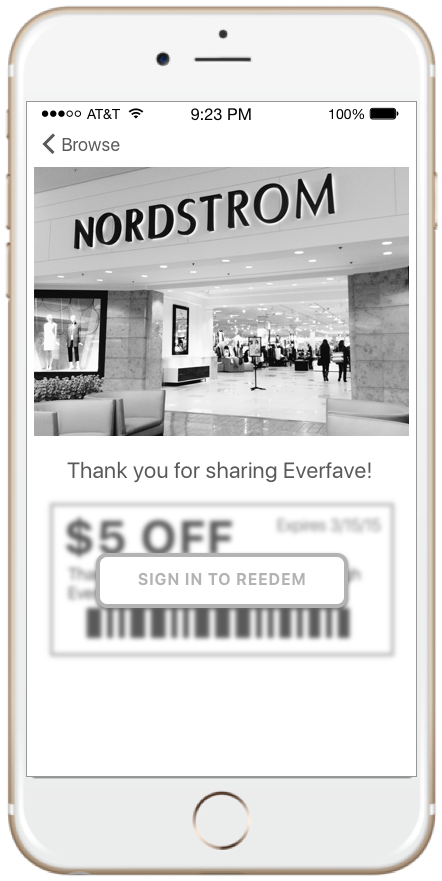 ●●●○○ AT&T 9:23 PM 100%
Browse
NORDSTROM
Thank you for sharing Everfave!
$5 OFF Expires 3/15/15
SIGN IN TO REEDEM